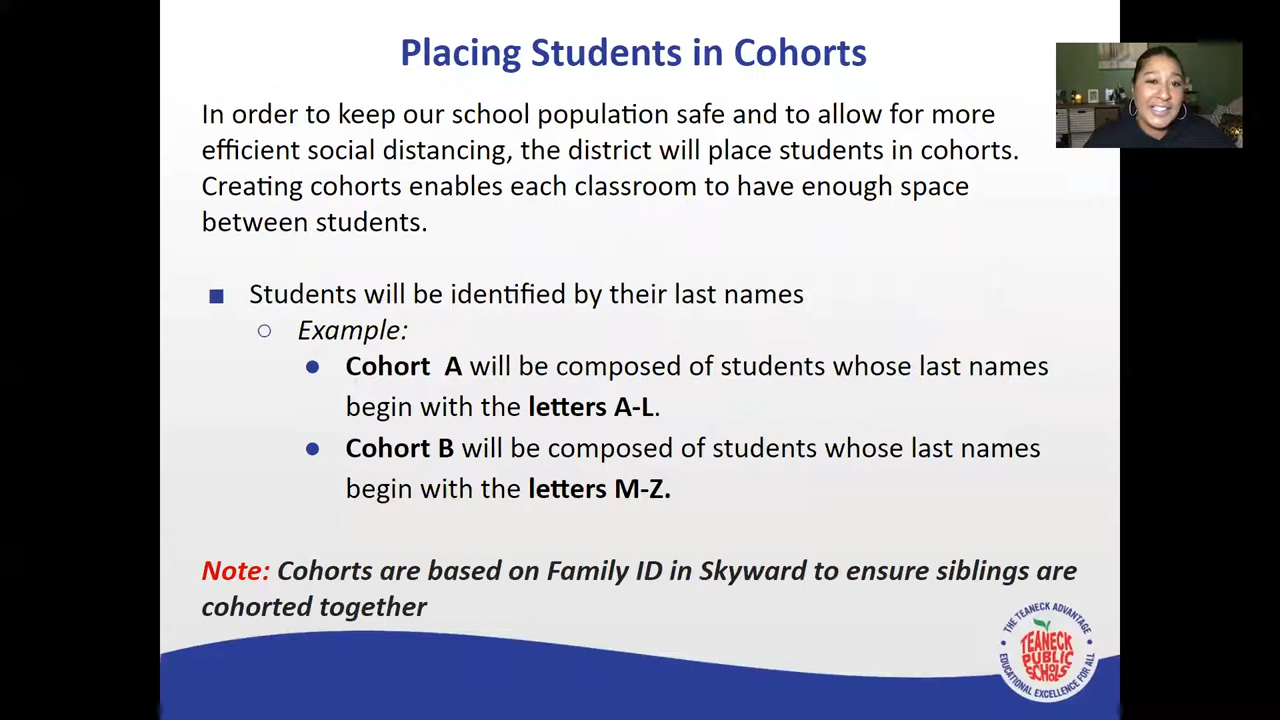 Placing Students in Cohorts
In order to keep our school population safe and to allow for more
efficient social distancing, the district will place students in cohorts.
Creating cohorts enables each classroom to have enough space
between students.
Students will be identified by their last names
Example:
Cohort A will be composed of students whose last names
begin with the letters A-L.
Cohort B will be composed of students whose last names
begin with the letters M-Z.
Note: Cohorts are based on Family ID in Skyward to ensure siblings are
cohorted together
THE TEANECK ADVANTAGE
TEANECK
PUBLIC
SCHOOLS
EDUCATIONAL EXCELLENCE FOR ALL